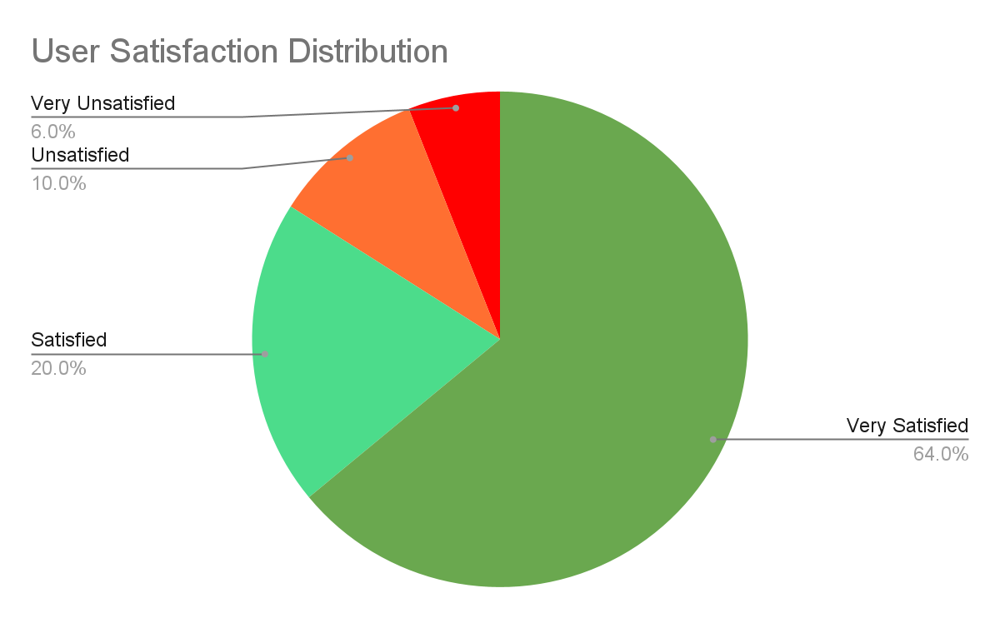 User Satisfaction Distribution
Very Unsatisfied
6.0%
Unsatisfied
10.0%
Satisfied
20.0%
Very Satisfied
64.0%